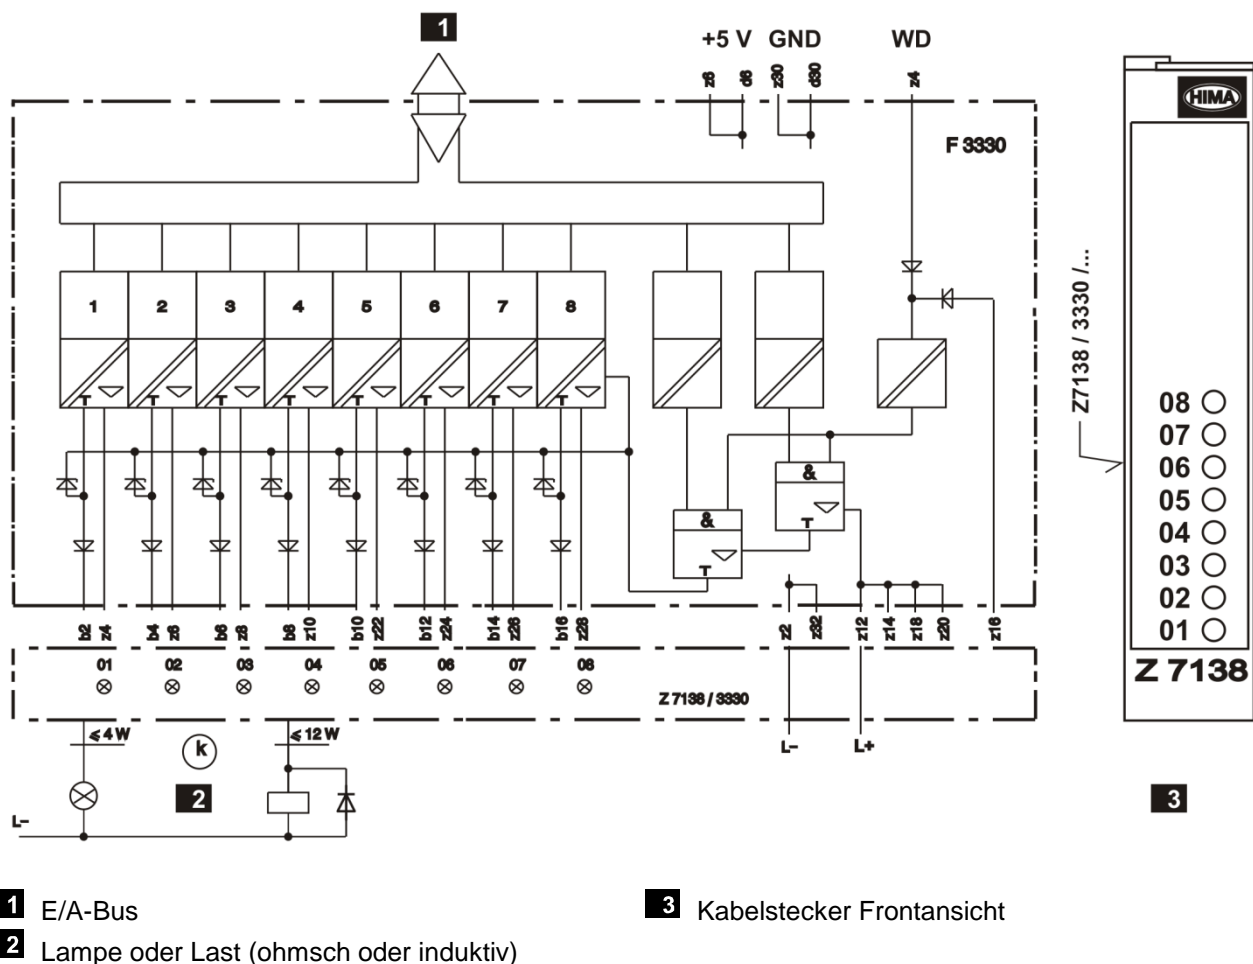 1
+5 V GND WD
z6 d6 z30 d30 z4
HIMA
F 3330
Z7138 / 3330 /...
1 2 3 4 5 6 7 8
T T T T T T T T
&
T
&
T
08
07
06
05
04
03
02
01
Z 7138
b2 z4 b4 z6 b6 z8 b8 z10 b10 z22 b12 z24 b14 z26 b16 z28 z2 z32 z12 z14 z18 z20 z16
01 02 03 04 05 06 07 08
Z 7138 / 3330
⩽ 4 W ⩽ 12 W
k
L- L+
2
3
L-
1 E/A-Bus
3 Kabelstecker Frontansicht
2 Lampe oder Last (ohmsch oder induktiv)